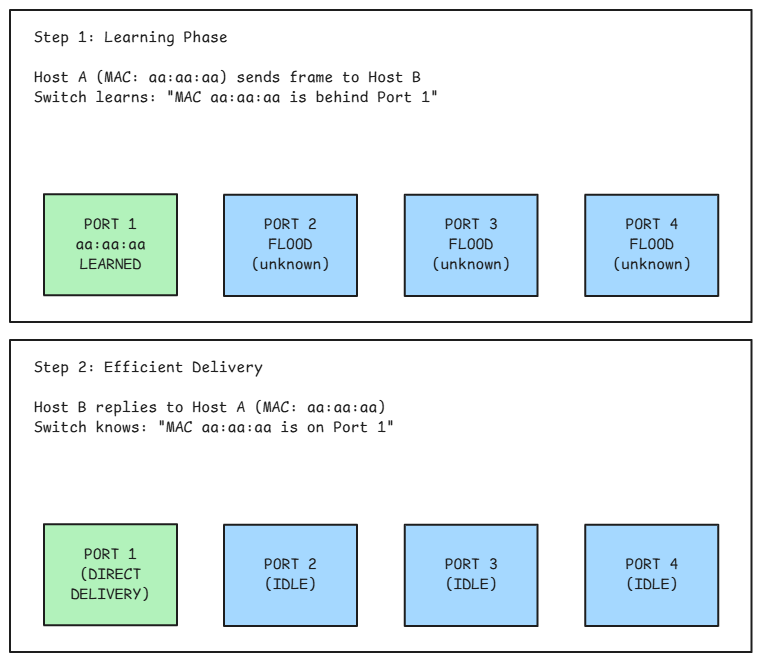 Step 1: Learning Phase
Host A (MAC: aa:aa:aa) sends frame to Host B
Switch learns: "MAC aa:aa:aa is behind Port 1"
PORT 1
aa:aa:aa
LEARNED
PORT 2
FLOOD
(unknown)
PORT 3
FLOOD
(unknown)
PORT 4
FLOOD
(unknown)
Step 2: Efficient Delivery
Host B replies to Host A (MAC: aa:aa:aa)
Switch knows: "MAC aa:aa:aa is on Port 1"
PORT 1
(DIRECT
DELIVERY)
PORT 2
(IDLE)
PORT 3
(IDLE)
PORT 4
(IDLE)